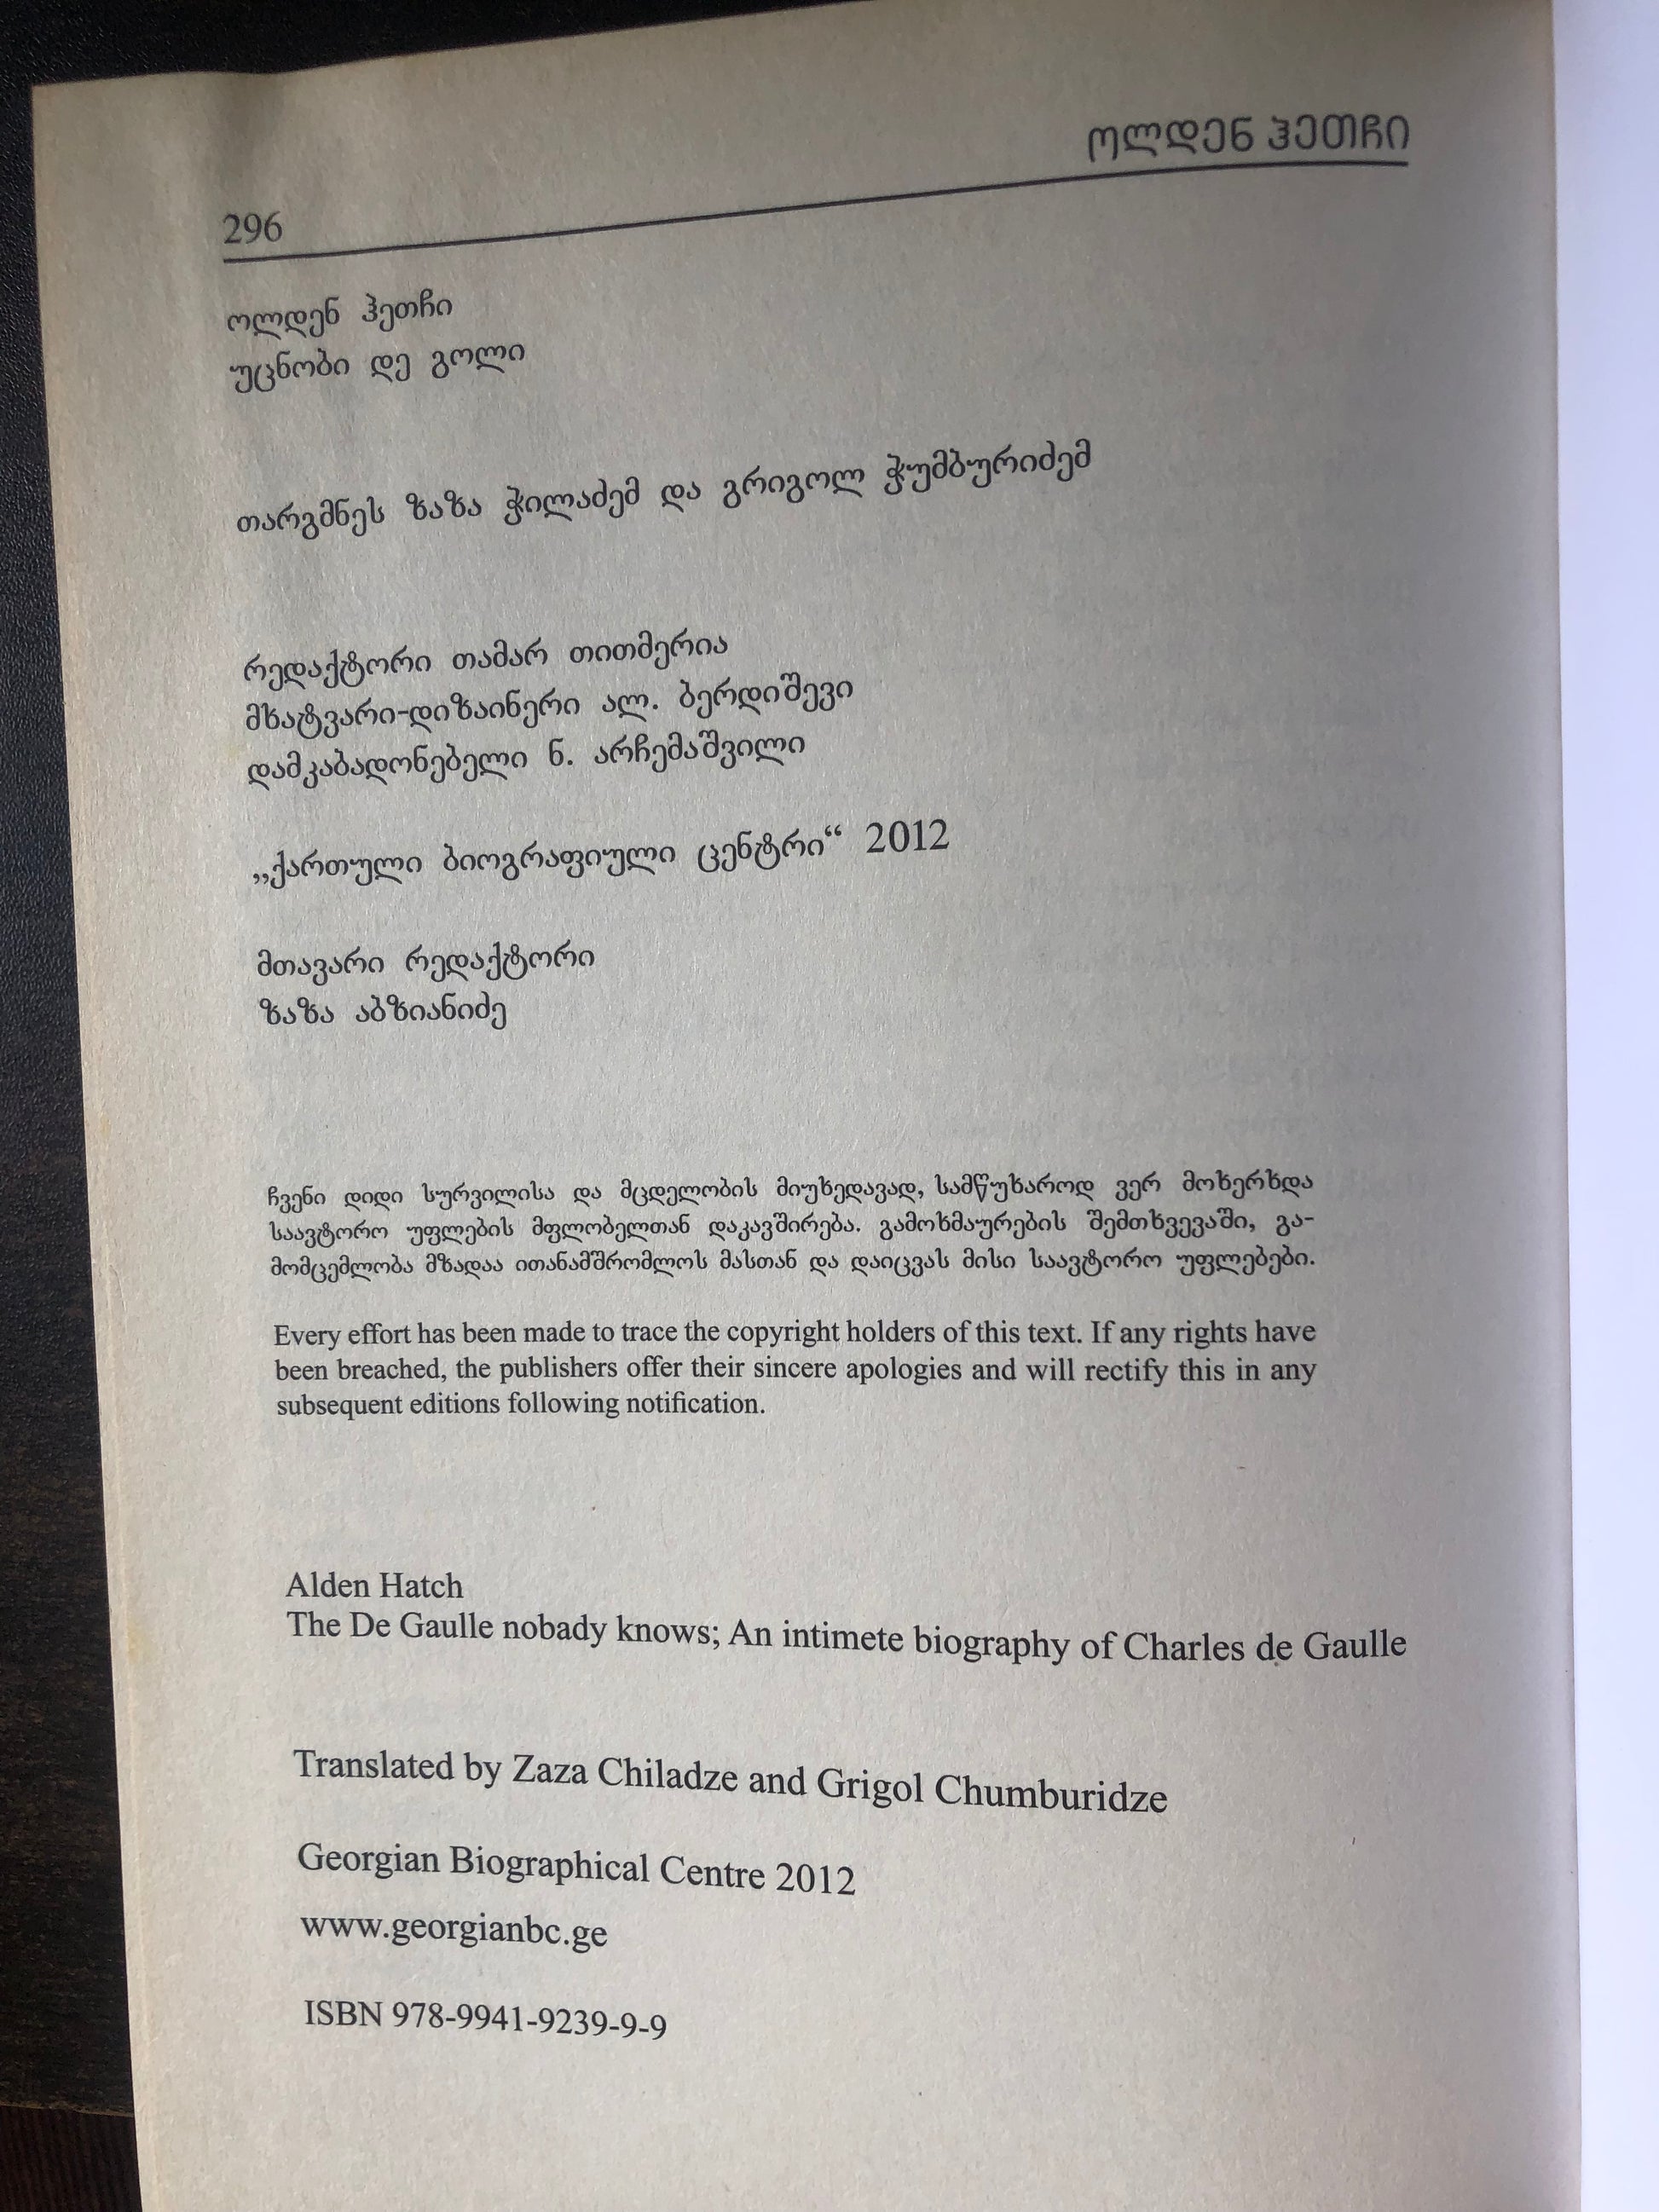 ოლდენ ჰეთჩი
296
ოლდენ ჰეთჩი
უცნობი დე გოლი
თარგმნეს ზაზა ჭილაძემ და გრიგოლ ჭუმბურიძემ
რედაქტორი თამარ თითმერია
მხატვარი-დიზაინერი ალ. ბერდიშევი
დამკაბადონებელი ნ. არჩემაშვილი
„ქართული ბიოგრაფიული ცენტრი“ 2012
მთავარი რედაქტორი
ზაზა აბზიანიძე
ჩვენი დიდი სურვილისა და მცდელობის მიუხედავად, სამწუხაროდ ვერ მოხერხდა
საავტორო უფლების მფლობელთან დაკავშირება. გამოხმაურების შემთხვევაში, გა-
მომცემლობა მზადაა ითანამშრომლოს მასთან და დაიცვას მისი საავტორო უფლებები.
Every effort has been made to trace the copyright holders of this text. If any rights have
been breached, the publishers offer their sincere apologies and will rectify this in any
subsequent editions following notification.
Alden Hatch
The De Gaulle nobady knows; An intimete biography of Charles de Gaulle
Translated by Zaza Chiladze and Grigol Chumburidze
Georgian Biographical Centre 2012
www.georgianbc.ge
ISBN 978-9941-9239-9-9